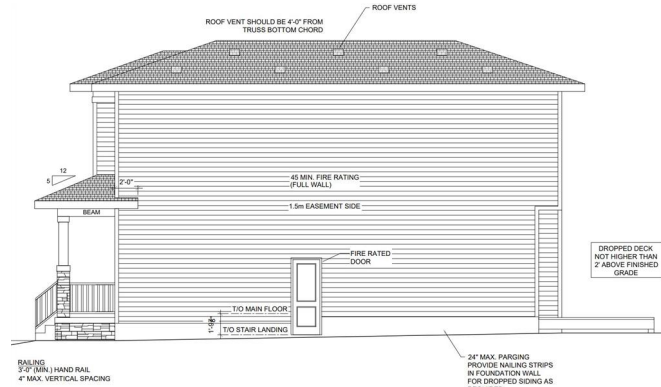 ROOF VENTS
ROOF VENT SHOULD BE 4'-0" FROM
TRUSS BOTTOM CHORD
12
5
2'-0"
45 MIN. FIRE RATING
(FULL WALL)
1.5m EASEMENT SIDE
BEAM
FIRE RATED
DOOR
DROPPED DECK
NOT HIGHER THAN
2' ABOVE FINISHED
GRADE
T/O MAIN FLOOR
T/O STAIR LANDING
RAILING
3'-0" (MIN.) HAND RAIL
4" MAX. VERTICAL SPACING
24" MAX. PARGING
PROVIDE NAILING STRIPS
IN FOUNDATION WALL
FOR DROPPED SIDING AS